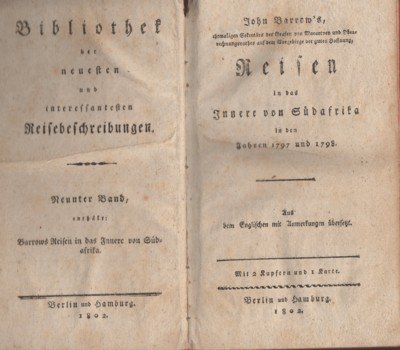 Bibliothek
der
neuesten
und
interessantesten
Reisebeschreibungen.
Neunter Band,
enthält:
Barrows Reisen in das Innere von Süd-
afrika.
Berlin und Hamburg.
1802.
John Barrow's,
ehemaligen Sekretärs der Grafen von Macartney und Ober-
rechnungsrathes auf dem Vorgebirge der guten Hoffnung,
Reisen
in das
Innere von Südafrika
in den
Jahren 1797 und 1798.
Aus
dem Englischen mit Anmerkungen übersetzt.
Mit 2 Kupfern und 1 Karte.
Berlin und Hamburg.
1802.